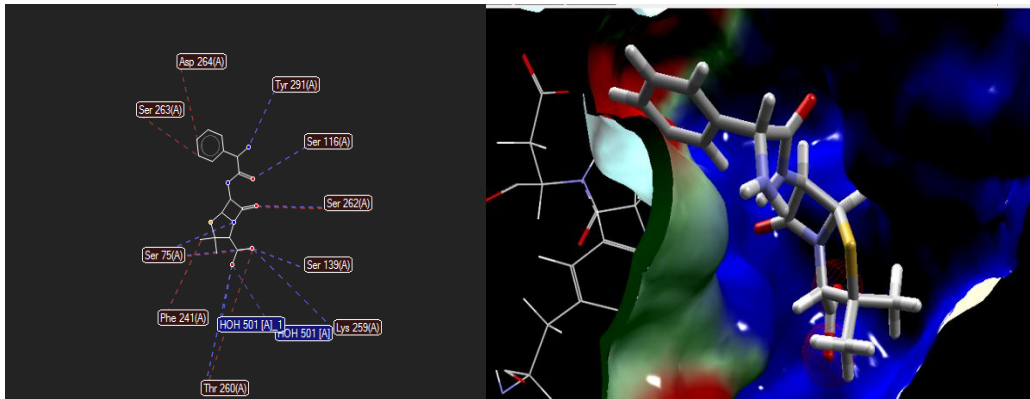 Asp 264(A)
Tyr 291(A)
Ser 263(A)
Ser 116(A)
Ser 262(A)
Ser 75(A)
Ser 139(A)
Phe 241(A)
HOH 501 [A]_1
HOH 501 [A]
Lys 259(A)
Thr 260(A)